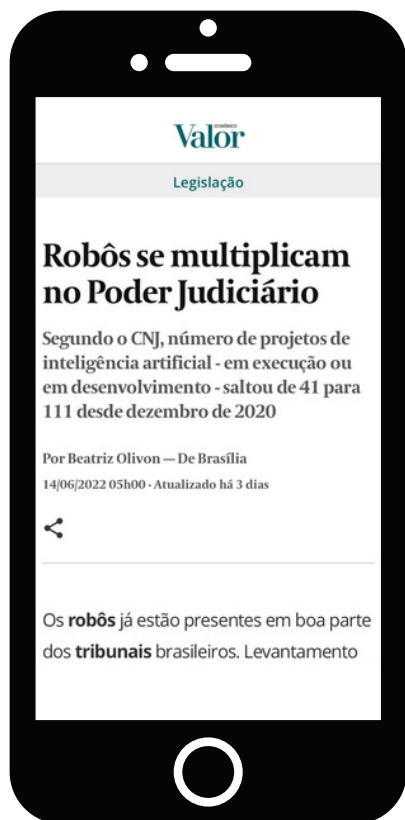 Valor
ECONÔMICO
Legislação
Robôs se multiplicam
no Poder Judiciário
Segundo o CNJ, número de projetos de
inteligência artificial - em execução ou
em desenvolvimento - saltou de 41 para
111 desde dezembro de 2020
Por Beatriz Olivon — De Brasília
14/06/2022 05h00 · Atualizado há 3 dias
Os robôs já estão presentes em boa parte
dos tribunais brasileiros. Levantamento